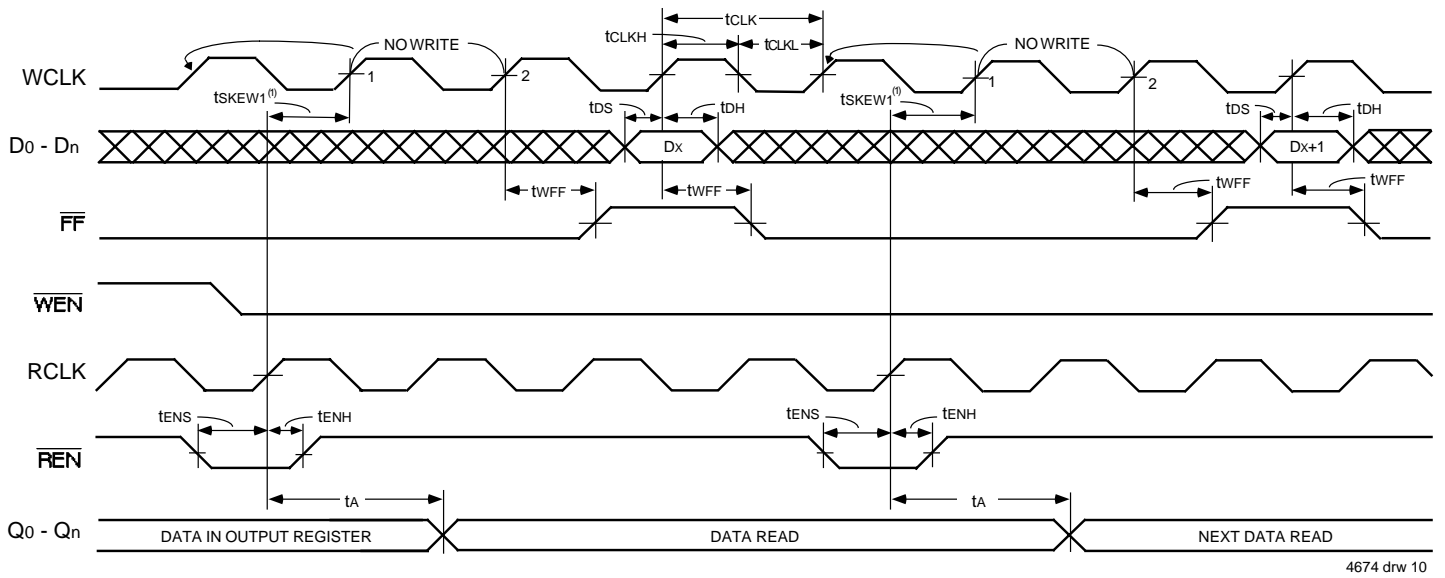 tCLK
tCLKH tCLKL
NO WRITE NO WRITE
WCLK 1 2 1 2
tSKEW1(1) tDS tDH tSKEW1(1) tDS tDH
D0 - Dn DX DX+1
tWFF tWFF tWFF tWFF
FF
WEN
RCLK
tENS tENH tENS tENH
REN
tA tA
Q0 - Qn DATA IN OUTPUT REGISTER DATA READ NEXT DATA READ
4674 drw 10